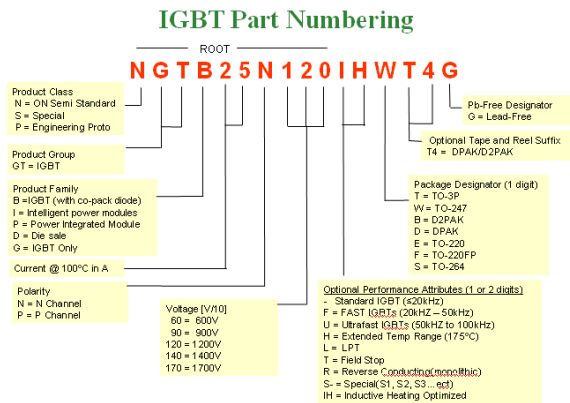 IGBT Part Numbering
ROOT
NGTB25N120IHWT4G
Product Class
N = ON Semi Standard
S = Special
P = Engineering Proto
Pb-Free Designator
G = Lead-Free
Optional Tape and Reel Suffix
T4 = DPAK/D2PAK
Product Group
GT = IGBT
Product Family
B =IGBT (with co-pack diode)
I = Intelligent power modules
P = Power Integrated Module
D = Die sale
G = IGBT Only
Package Designator (1 digit)
T = TO-3P
W = TO-247
B = D2PAK
D = DPAK
E = TO-220
F = TO-220FP
S = TO-264
Current @ 100°C in A
Polarity
N = N Channel
P = P Channel
Voltage [V/10]
60 = 600V
90 = 900V
120 = 1200V
140 = 1400V
170 = 1700V
Optional Performance Attributes (1 or 2 digits)
- Standard IGBT (≤20kHz)
F = FAST IGBTs (20kHZ – 50kHz)
U = Ultrafast IGBTs (50kHZ to 100kHz)
H = Extended Temp Range (175°C)
L = LPT
T = Field Stop
R = Reverse Conducting(monolithic)
S- = Special(S1, S2, S3...ect)
IH = Inductive Heating Optimized